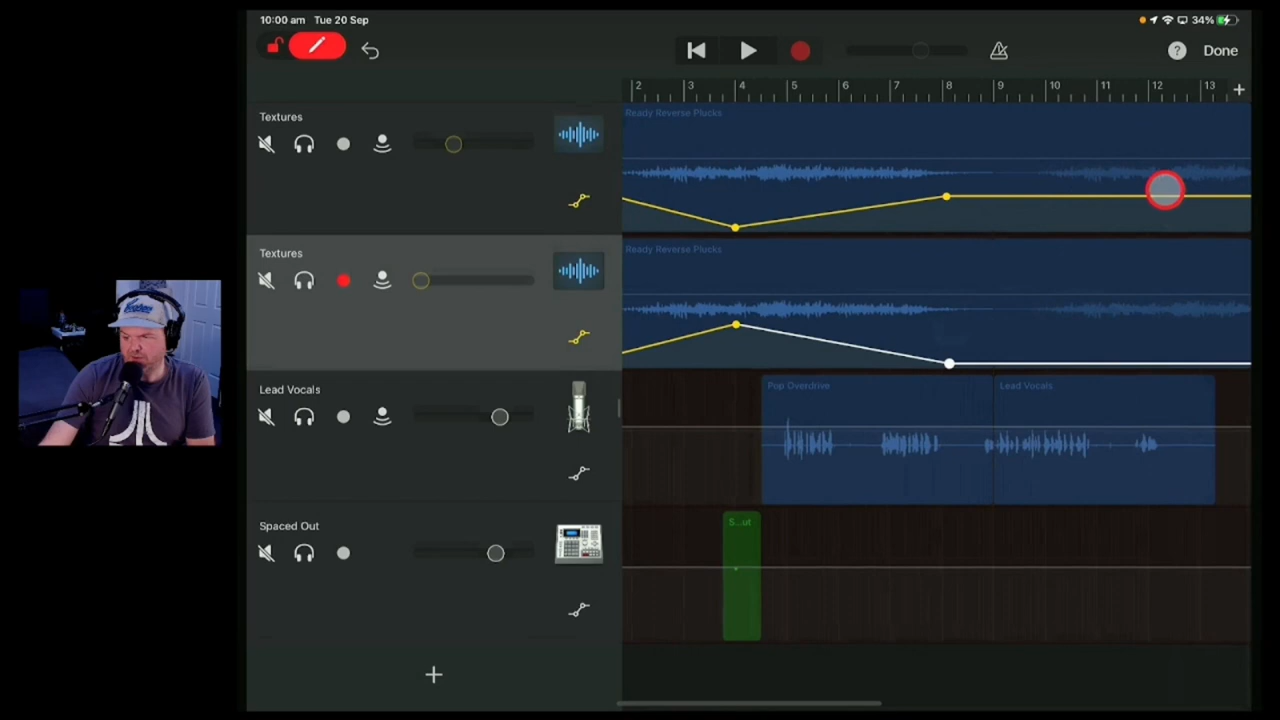 10:00 am Tue 20 Sep
34%
? Done
2 3 4 5 6 7 8 9 10 11 12 13 +
Textures
Ready Reverse Plucks
Textures
Ready Reverse Plucks
Lead Vocals
Pop Overdrive
Lead Vocals
Spaced Out
S...ut
+